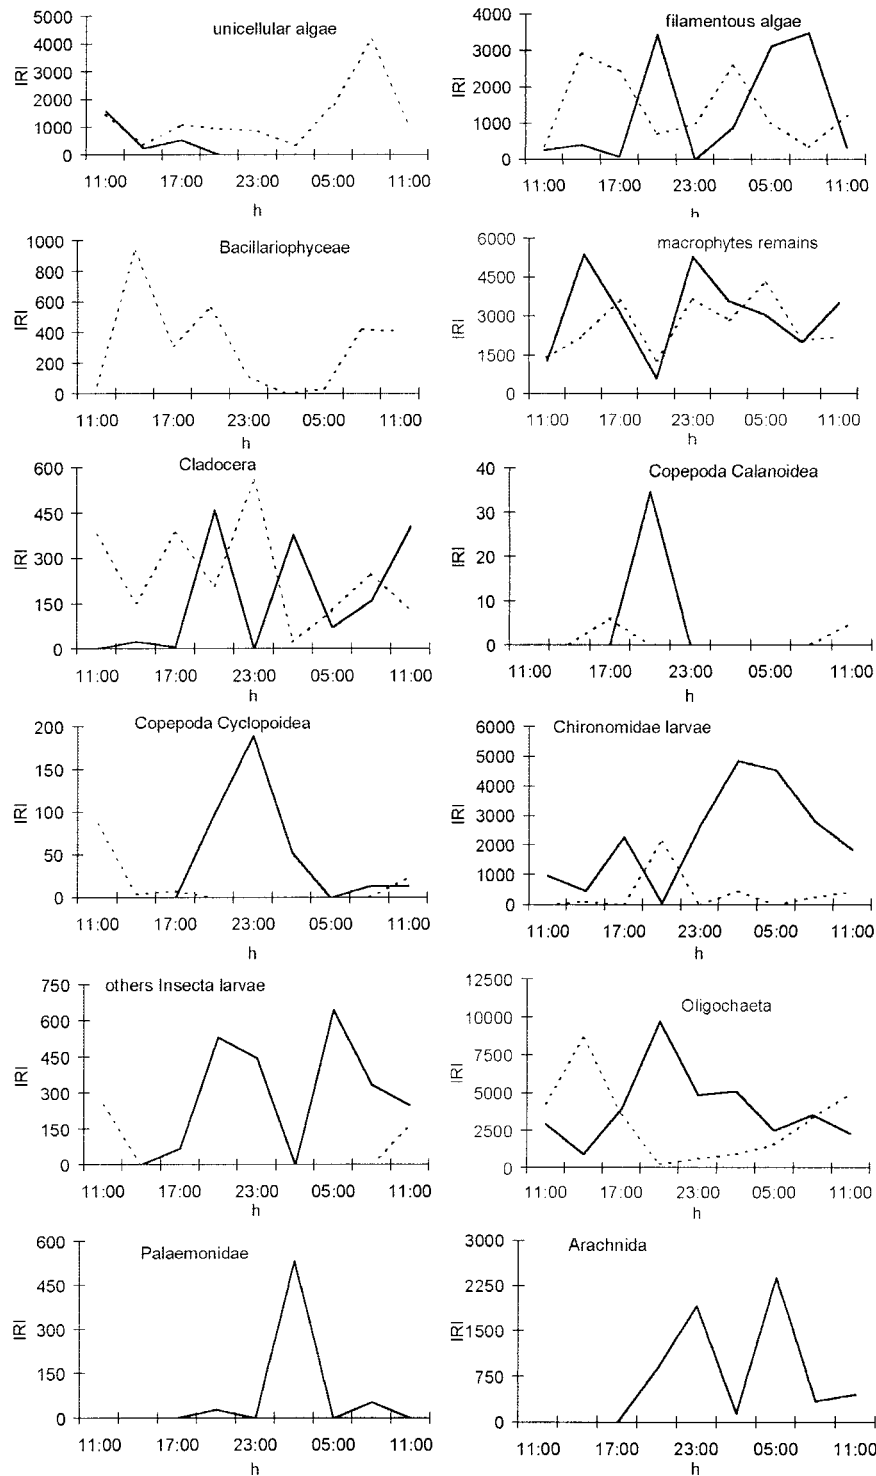 unicellular algae
5000
4000
3000
2000
1000
0
IRI
11:00 17:00 23:00 05:00 11:00
h
filamentous algae
4000
3000
2000
1000
0
IRI
11:00 17:00 23:00 05:00 11:00
h
Bacillariophyceae
1000
800
600
400
200
0
IRI
11:00 17:00 23:00 05:00 11:00
h
macrophytes remains
6000
4500
3000
1500
0
IRI
11:00 17:00 23:00 05:00 11:00
h
Cladocera
600
450
300
150
0
IRI
11:00 17:00 23:00 05:00 11:00
h
Copepoda Calanoidea
40
30
20
10
0
IRI
11:00 17:00 23:00 05:00 11:00
h
Copepoda Cyclopoidea
200
150
100
50
0
IRI
11:00 17:00 23:00 05:00 11:00
h
Chironomidae larvae
6000
5000
4000
3000
2000
1000
0
IRI
11:00 17:00 23:00 05:00 11:00
h
others Insecta larvae
750
600
450
300
150
0
IRI
11:00 17:00 23:00 05:00 11:00
h
Oligochaeta
12500
10000
7500
5000
2500
0
IRI
11:00 17:00 23:00 05:00 11:00
h
Palaemonidae
600
450
300
150
0
IRI
11:00 17:00 23:00 05:00 11:00
h
Arachnida
3000
2250
1500
750
0
IRI
11:00 17:00 23:00 05:00 11:00
h